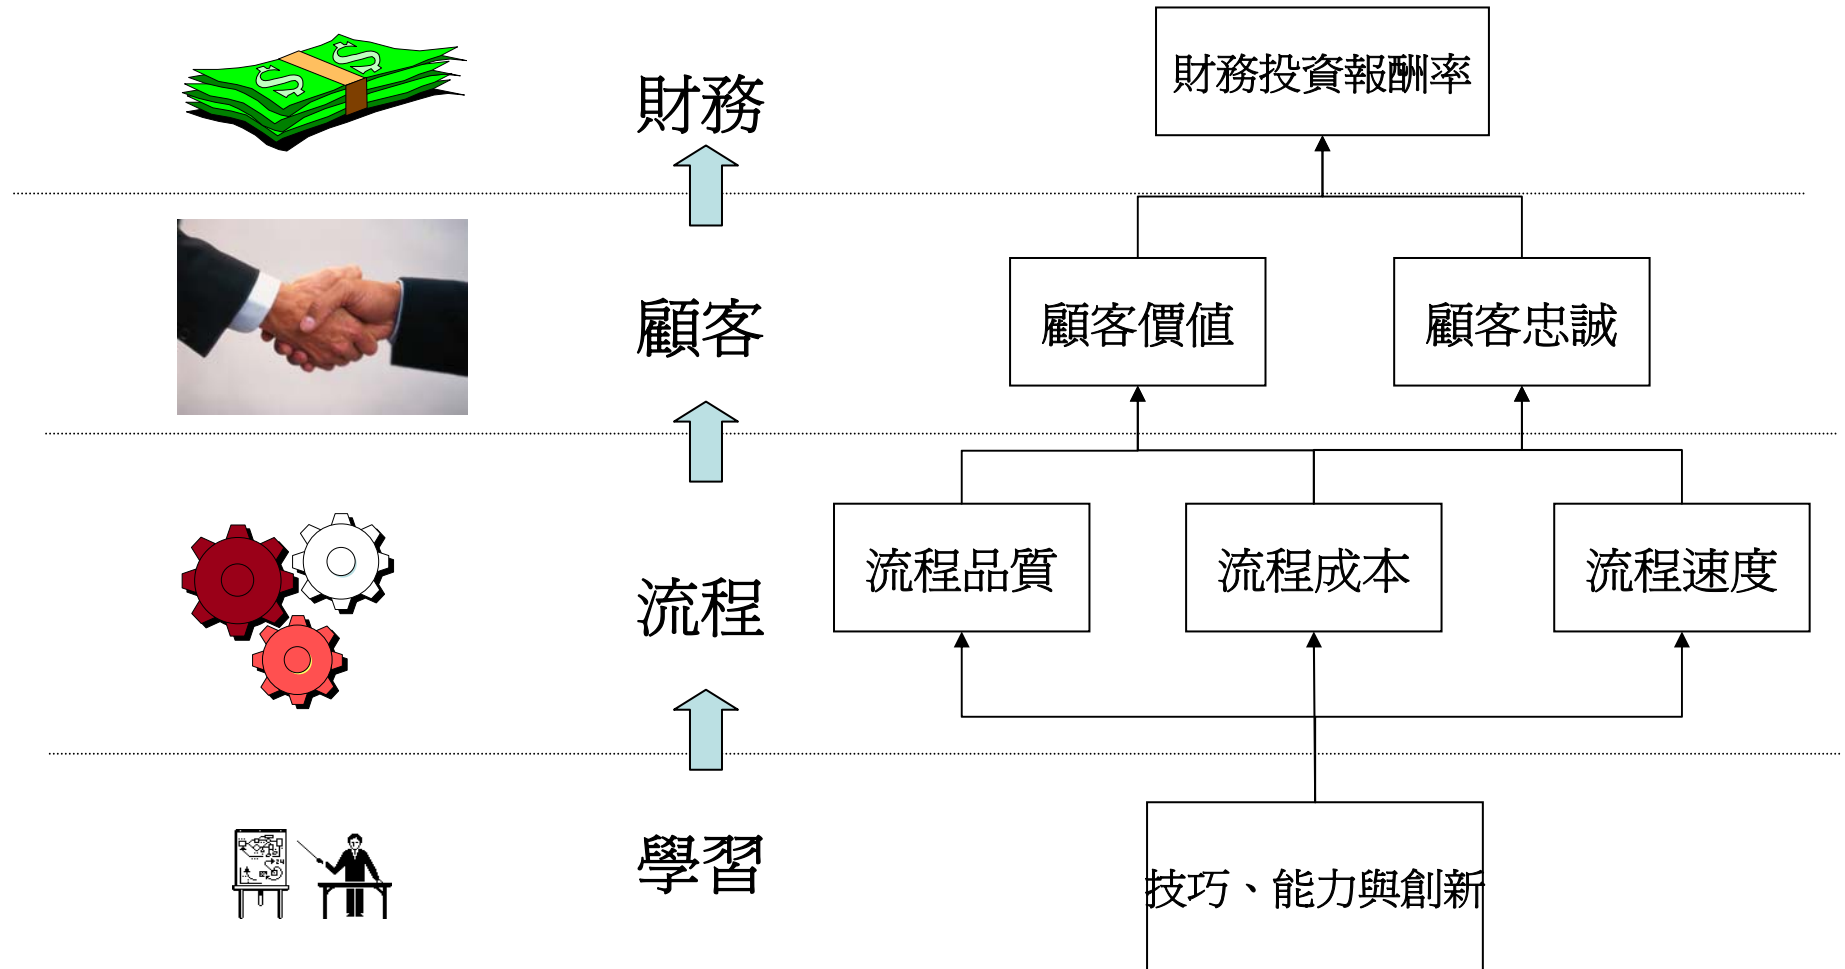 財務
財務投資報酬率
顧客
顧客價值
顧客忠誠
流程
流程品質
流程成本
流程速度
學習
技巧、能力與創新